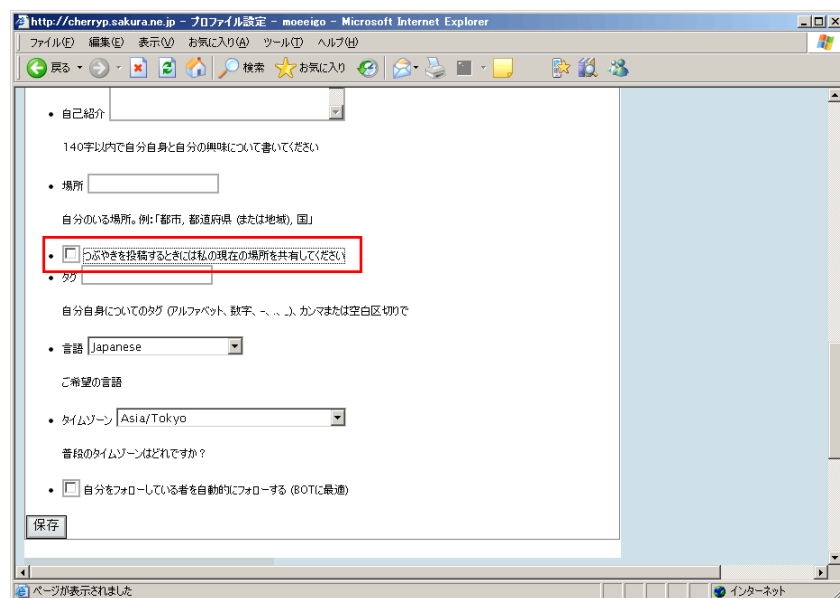 http://cherryp.sakura.ne.jp - プロファイル設定 - moeeigo - Microsoft Internet Explorer
ファイル(F) 編集(E) 表示(V) お気に入り(A) ツール(T) ヘルプ(H)
戻る 検索 お気に入り
自己紹介
140字以内で自分自身と自分の興味について書いてください
場所
自分のいる場所。例:「都市, 都道府県 (または地域), 国」
つぶやきを投稿するときには私の現在の場所を共有してください
タグ
自分自身についてのタグ (アルファベット、数字、-、.、_)、カンマまたは空白区切りで
言語 Japanese
ご希望の言語
タイムゾーン Asia/Tokyo
普段のタイムゾーンはどれですか？
自分をフォローしている者を自動的にフォローする (BOTに最適)
保存
ページが表示されました インターネット